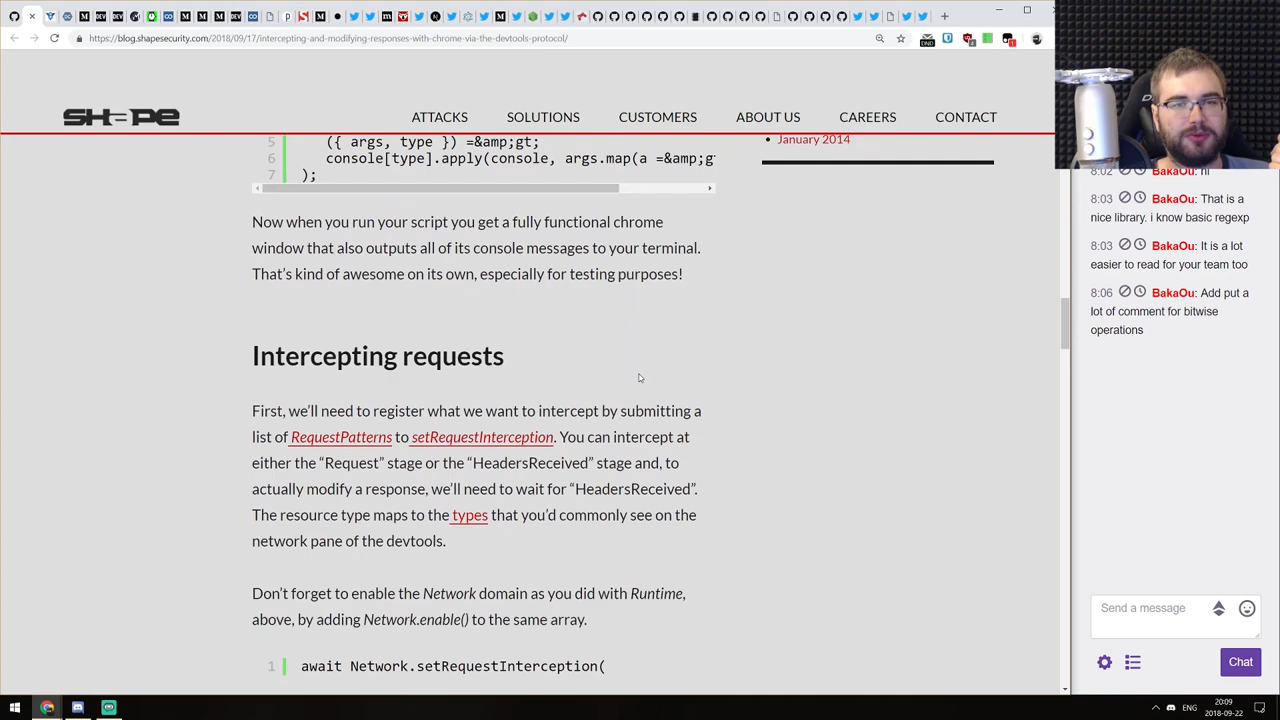 https://blog.shapesecurity.com/2018/09/17/intercepting-and-modifying-responses-with-chrome-via-the-devtools-protocol/
SHAPE
ATTACKS
SOLUTIONS
CUSTOMERS
ABOUT US
CAREERS
CONTACT
5 ({ args, type }) =&amp;gt;
6 console[type].apply(console, args.map(a =&amp;gt
7 );
• January 2014
Now when you run your script you get a fully functional chrome
window that also outputs all of its console messages to your terminal.
That's kind of awesome on its own, especially for testing purposes!
Intercepting requests
First, we'll need to register what we want to intercept by submitting a
list of RequestPatterns to setRequestInterception. You can intercept at
either the “Request” stage or the “HeadersReceived” stage and, to
actually modify a response, we'll need to wait for “HeadersReceived”.
The resource type maps to the types that you'd commonly see on the
network pane of the devtools.
Don't forget to enable the Network domain as you did with Runtime,
above, by adding Network.enable() to the same array.
1 await Network.setRequestInterception(
8:02 BakaOu: hi
8:03 BakaOu: That is a
nice library. i know basic regexp
8:03 BakaOu: It is a lot
easier to read for your team too
8:06 BakaOu: Add put a
lot of comment for bitwise
operations
Send a message
Chat
ENG
20:09
2018-09-22